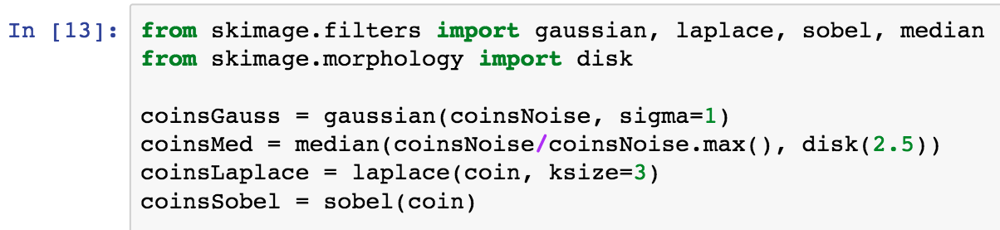 In [13]: from skimage.filters import gaussian, laplace, sobel, median
from skimage.morphology import disk
coinsGauss = gaussian(coinsNoise, sigma=1)
coinsMed = median(coinsNoise/coinsNoise.max(), disk(2.5))
coinsLaplace = laplace(coin, ksize=3)
coinsSobel = sobel(coin)